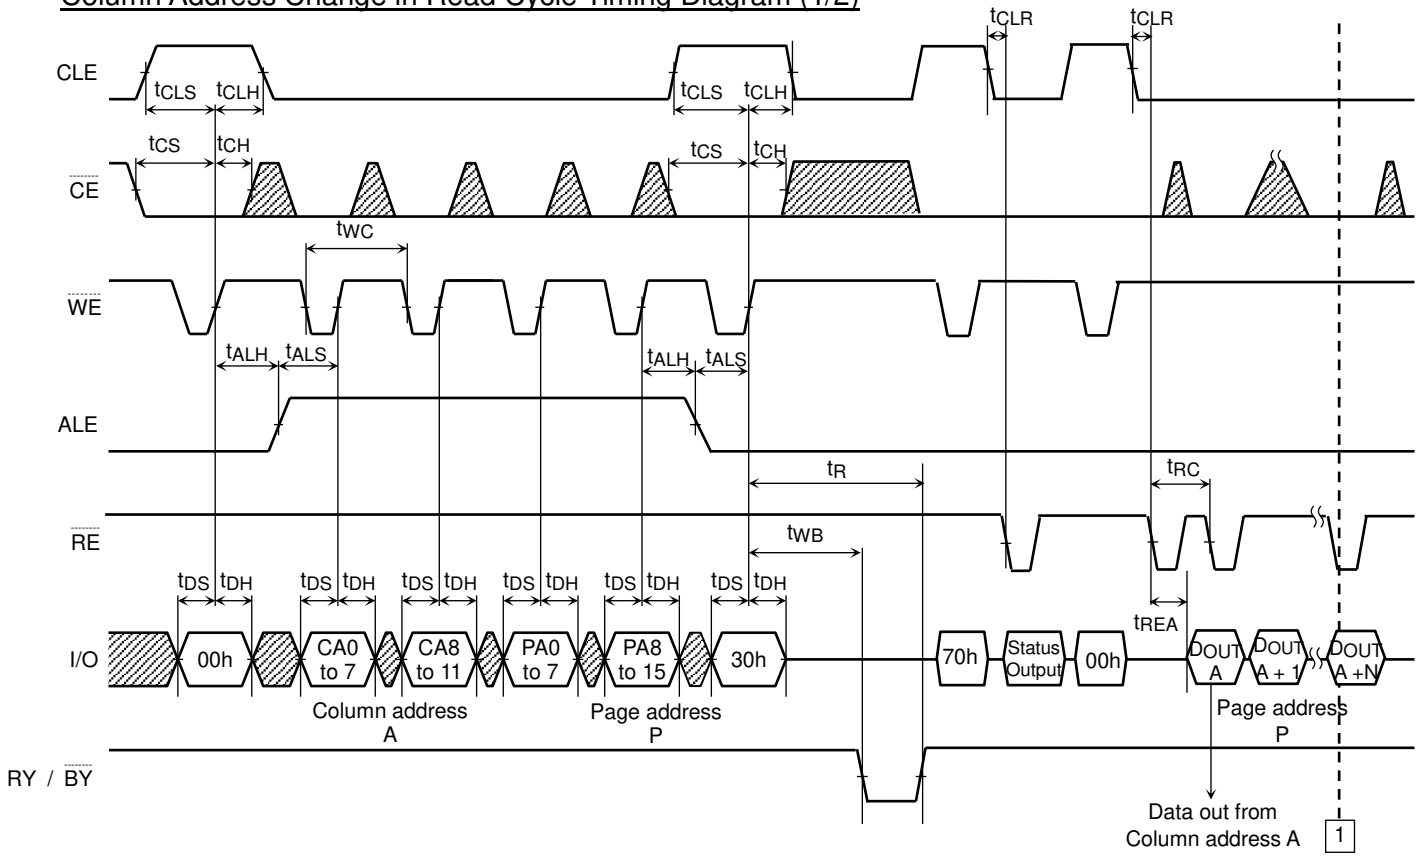 Column Address Change in Read Cycle Timing Diagram (1/2)
tCLR tCLR
CLE
tCLS tCLH tCLS tCLH
tCS tCH tCS tCH
CE
tWC
WE
tALH tALS tALH tALS
ALE
tR tRC
RE
tWB
tDS tDH tDS tDH tDS tDH tDS tDH tDS tDH tDS tDH
tREA
I/O
00h
CA0
to 7
CA8
to 11
PA0
to 7
PA8
to 15
30h
70h
Status
Output
00h
DOUT
A
DOUT
A + 1
DOUT
A +N
Column address
A
Page address
P
Page address
P
RY / BY
Data out from
Column address A
1